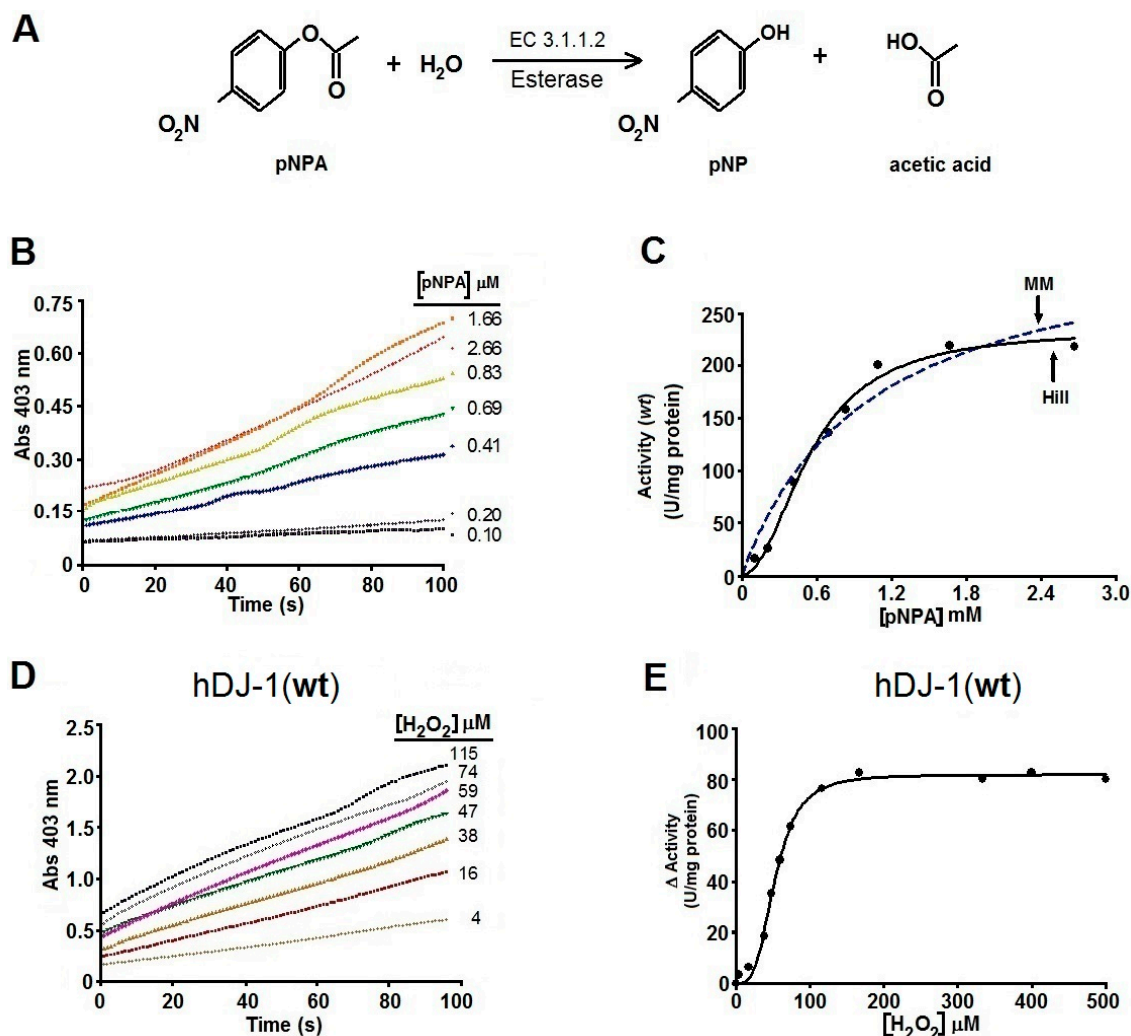 A
O
O
O₂N
pNPA
+ H₂O
EC 3.1.1.2
Esterase
OH
O₂N
pNP
+
HO
O
acetic acid
B
[pNPA] μM
1.66
2.66
0.83
0.69
0.41
0.20
0.10
0.75
0.60
0.45
0.30
0.15
0
Abs 403 nm
0 20 40 60 80 100
Time (s)
C
MM
Hill
250
200
150
100
50
0
Activity (wt)
(U/mg protein)
0 0.6 1.2 1.8 2.4 3.0
[pNPA] mM
D
hDJ-1(wt)
[H₂O₂] μM
115
74
59
47
38
16
4
2.5
2.0
1.5
1.0
0.5
0
Abs 403 nm
0 20 40 60 80 100
Time (s)
E
hDJ-1(wt)
100
80
60
40
20
0
Δ Activity
(U/mg protein)
0 100 200 300 400 500
[H₂O₂] μM